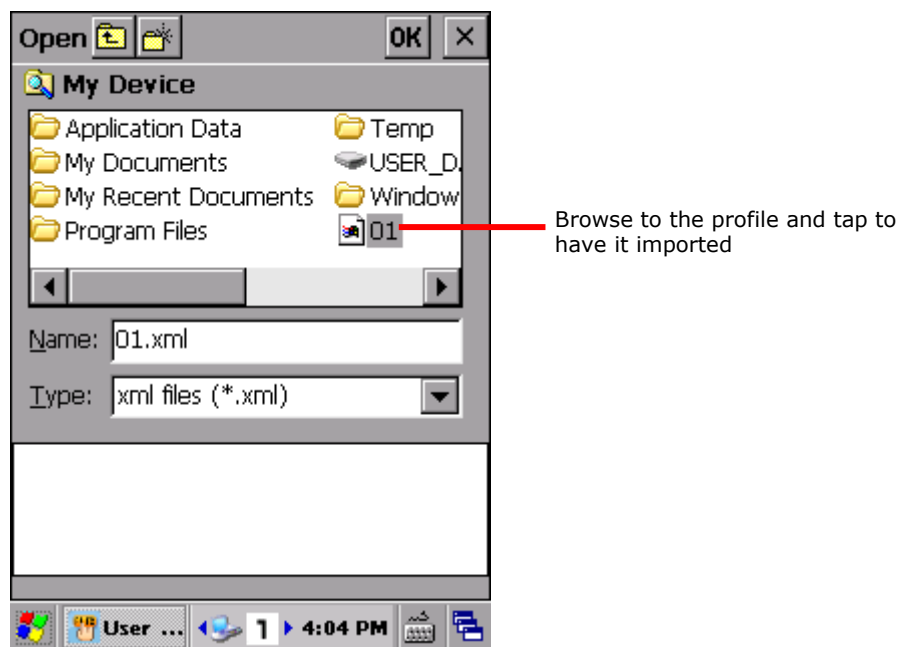 Open OK
My Device
Application Data Temp
My Documents USER_D.
My Recent Documents Window
Program Files 01
Browse to the profile and tap to
have it imported
Name: 01.xml
Type: xml files (*.xml)
User ... 1 4:04 PM